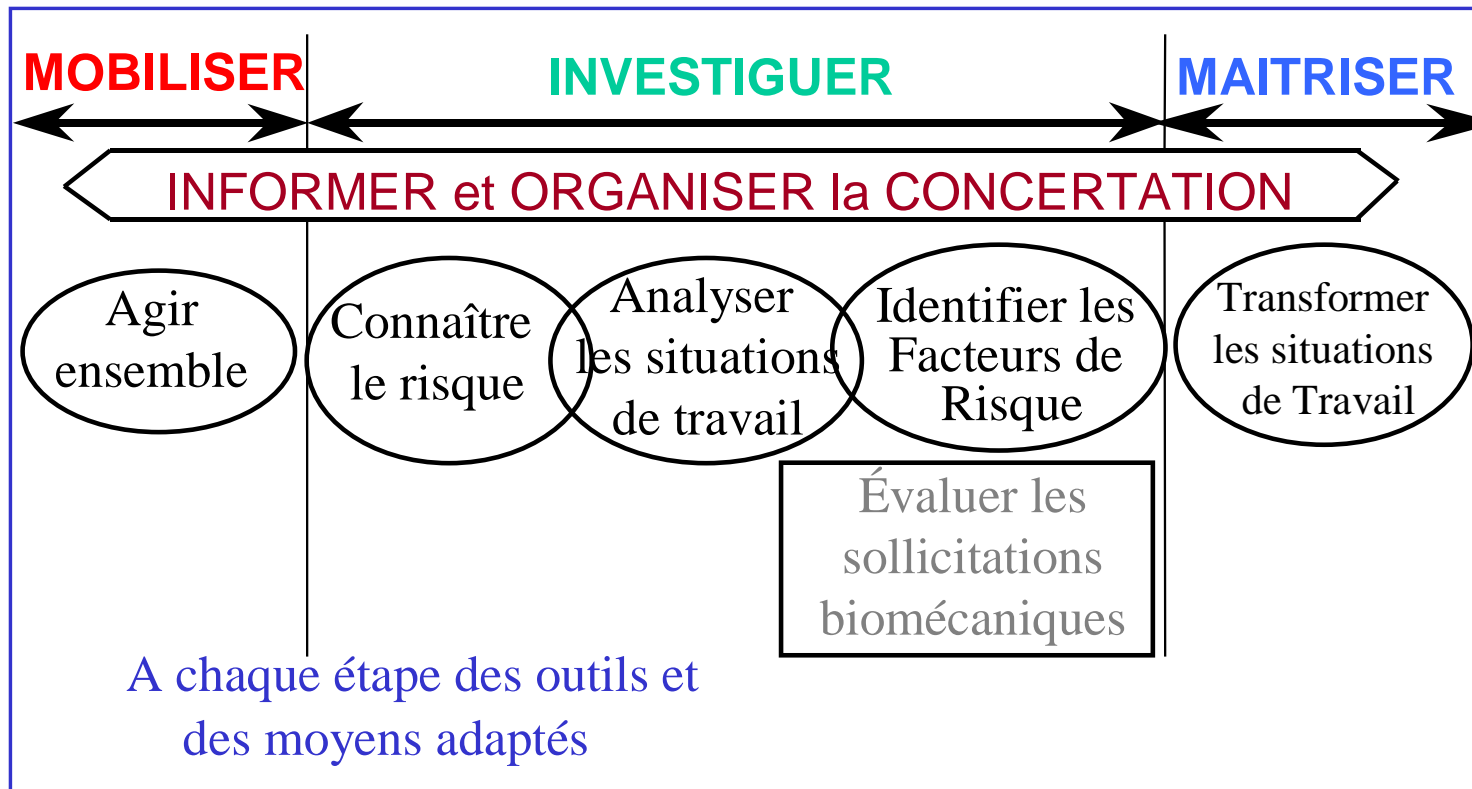 MOBILISER
INVESTIGUER
MAITRISER
INFORMER et ORGANISER la CONCERTATION
Agir
ensemble
Connaître
le risque
Analyser
les situations
de travail
Identifier les
Facteurs de
Risque
Transformer
les situations
de Travail
Évaluer les
sollicitations
biomécaniques
A chaque étape des outils et
des moyens adaptés